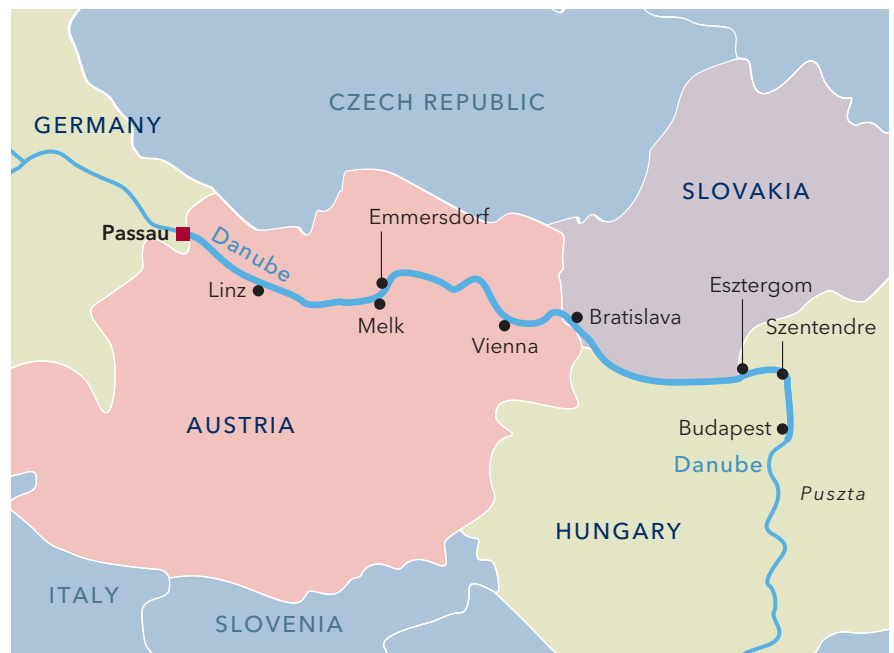 CZECH REPUBLIC
GERMANY
SLOVAKIA
Emmersdorf
Passau
Danube
Esztergom
Linz
Bratislava
Szentendre
Melk
Vienna
AUSTRIA
Budapest
Danube
Puszta
HUNGARY
ITALY
SLOVENIA